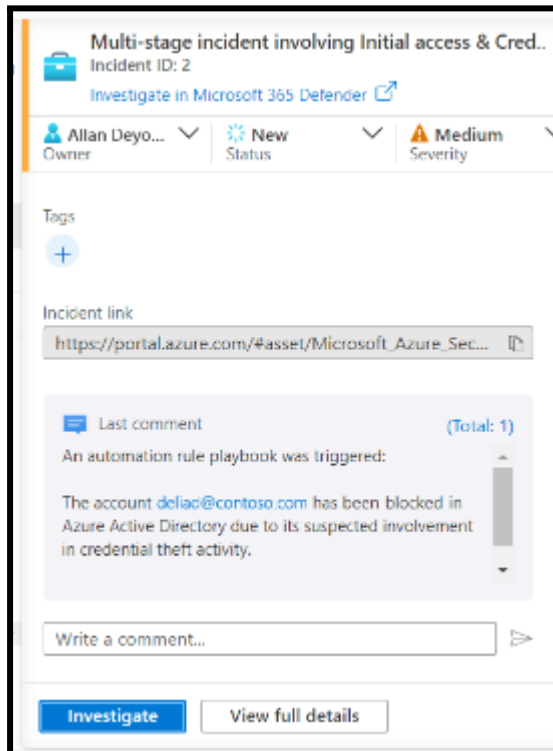 Multi-stage incident involving Initial access & Cred..
Incident ID: 2
Investigate in Microsoft 365 Defender
Allan Deyo... New Medium
Owner Status Severity
Tags
+
Incident link
https://portal.azure.com/#asset/Microsoft_Azure_Sec...
Last comment (Total: 1)
An automation rule playbook was triggered:
The account deliad@contoso.com has been blocked in
Azure Active Directory due to its suspected involvement
in credential theft activity.
Write a comment...
Investigate View full details